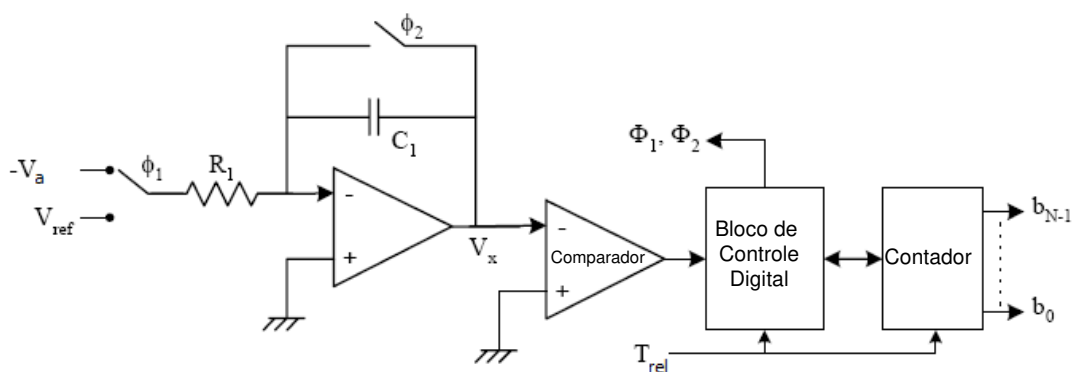 ϕ2
C1
Φ1, Φ2
-Va
ϕ1
R1
Vref
-
+
Vx
-
Comparador
+
Bloco de
Controle
Digital
Contador
bN-1
b0
Trel